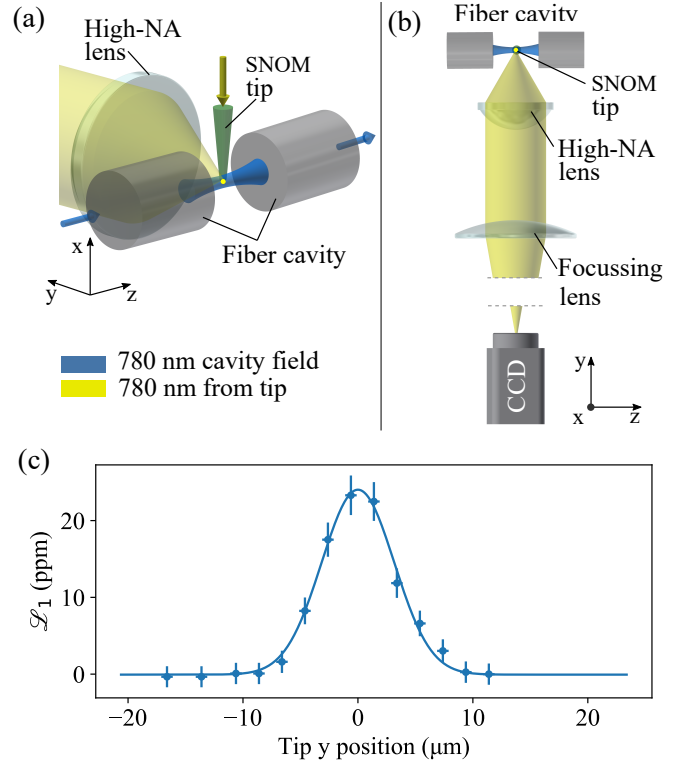 (a)
High-NA
lens
SNOM
tip
Fiber cavity
x
y
z
780 nm cavity field
780 nm from tip
(b)
Fiber cavity
SNOM
tip
High-NA
lens
Focussing
lens
CCD
y
x
z
(c)
ℒ₁ (ppm)
20
10
0
−20
−10
0
10
20
Tip y position (μm)